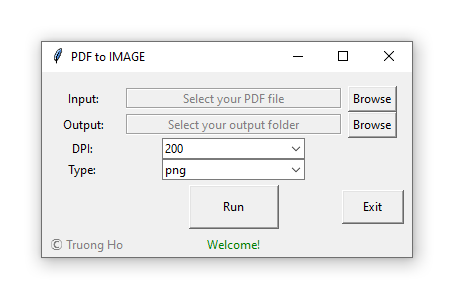 PDF to IMAGE
Input: Select your PDF file Browse
Output: Select your output folder Browse
DPI: 200
Type: png
Run Exit
© Truong Ho Welcome!